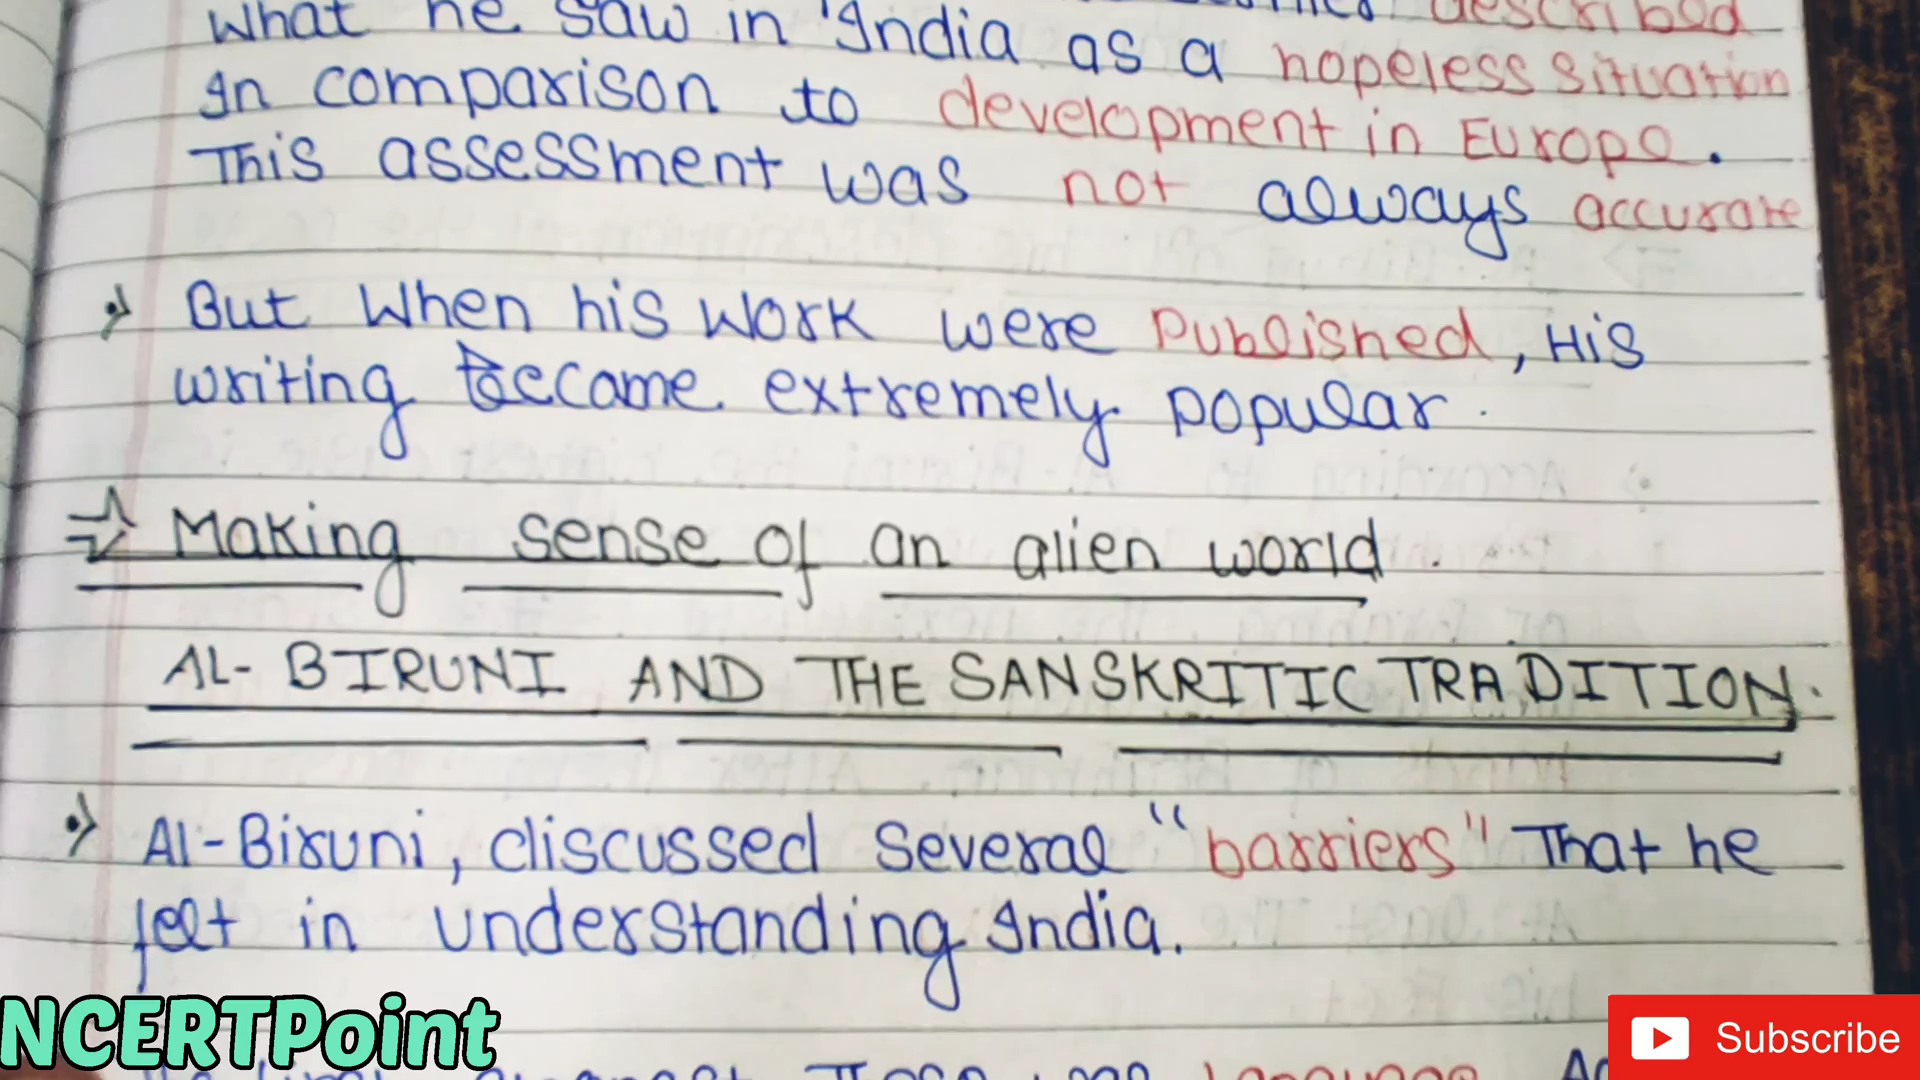 described
what he saw in India as a hopeless situation
In comparison to development in Europe.
This assessment was not always accurate
But When his work were published, His
writing became extremely popular.
Making sense of an alien world.
AL-BIRUNI AND THE SANSKRITIC TRADITION.
Al-Biruni, discussed several "barriers" That he
felt in understanding India.
language
NCERTPoint
Subscribe